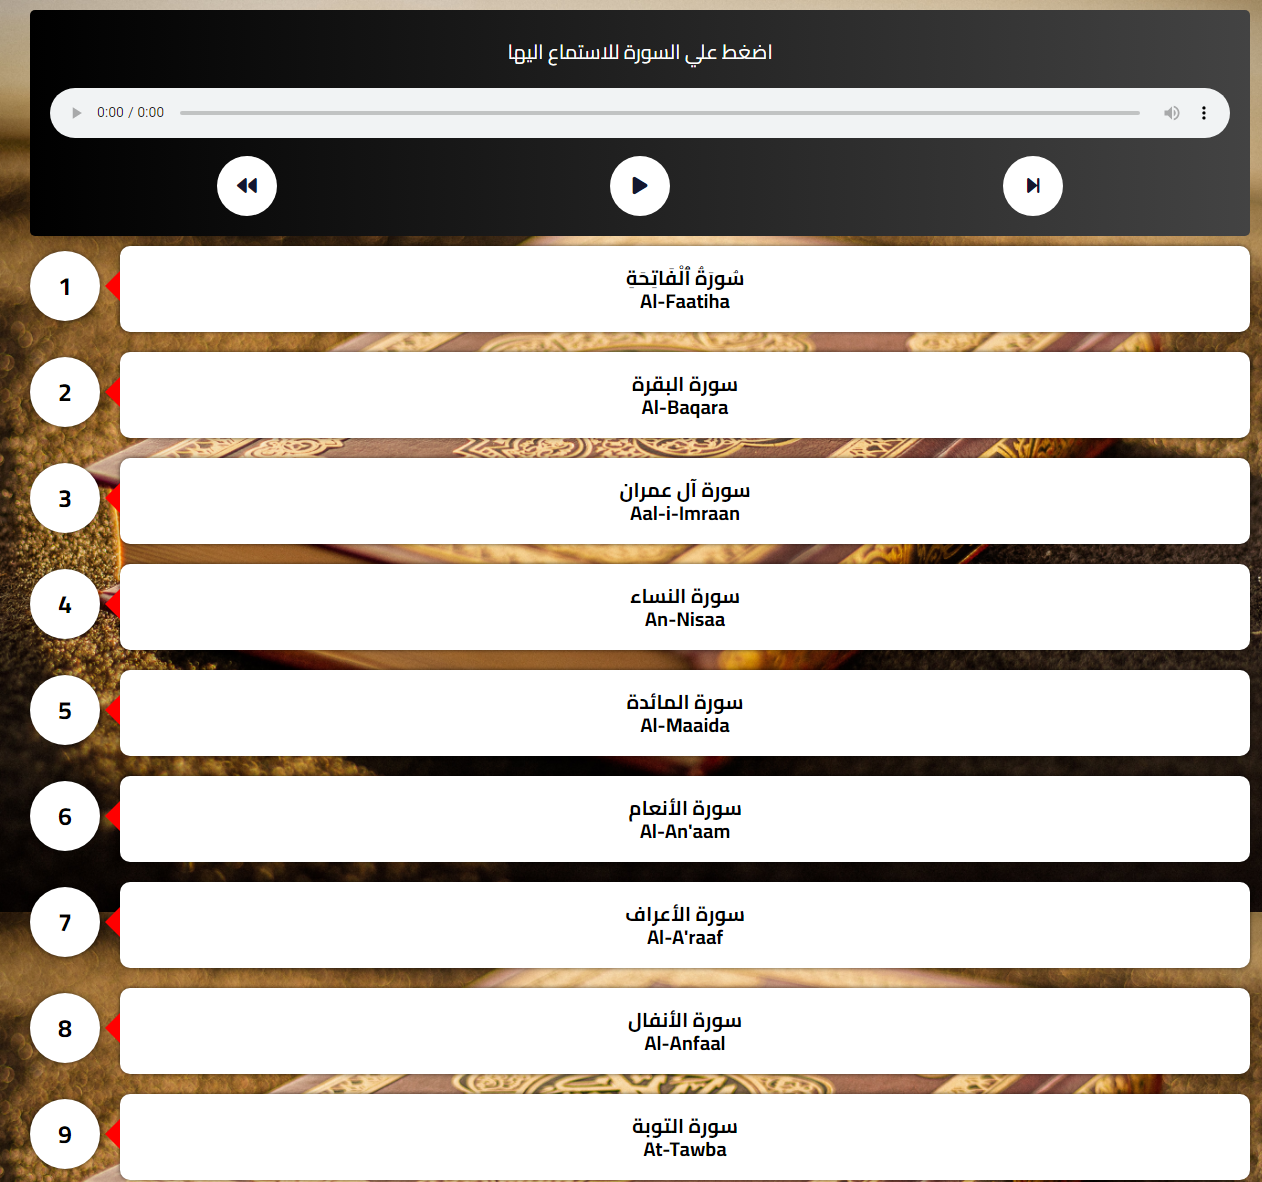 اضغط علي السورة للاستماع اليها
0:00 / 0:00
1
سُورَةُ ٱلْفَاتِحَةِ
Al-Faatiha
2
سورة البقرة
Al-Baqara
3
سورة آل عمران
Aal-i-Imraan
4
سورة النساء
An-Nisaa
5
سورة المائدة
Al-Maaida
6
سورة الأنعام
Al-An'aam
7
سورة الأعراف
Al-A'raaf
8
سورة الأنفال
Al-Anfaal
9
سورة التوبة
At-Tawba